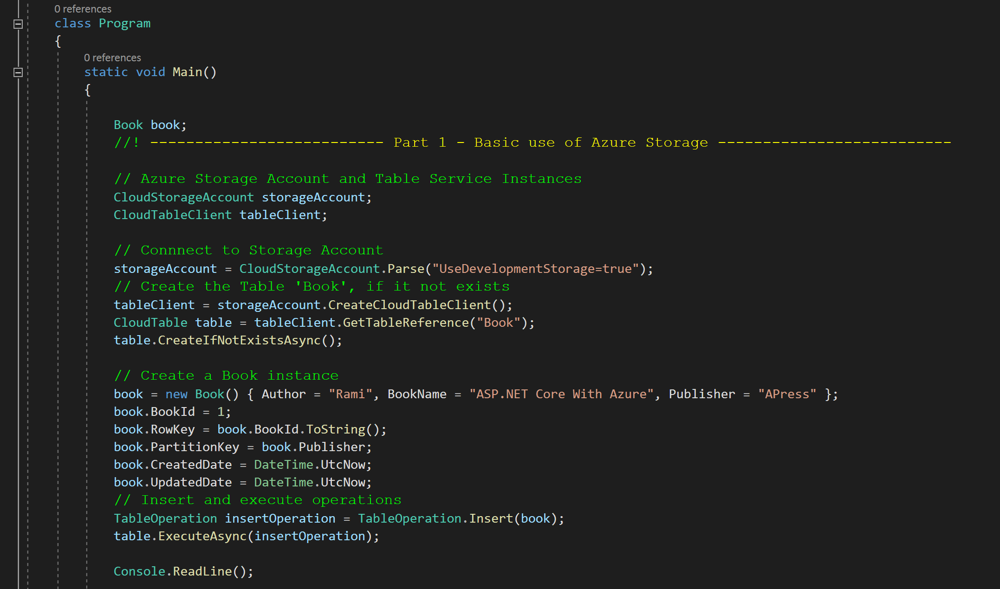 0 references
class Program
{
0 references
static void Main()
{
Book book;
//! -------------------------- Part 1 - Basic use of Azure Storage --------------------------
// Azure Storage Account and Table Service Instances
CloudStorageAccount storageAccount;
CloudTableClient tableClient;
// Connnect to Storage Account
storageAccount = CloudStorageAccount.Parse("UseDevelopmentStorage=true");
// Create the Table 'Book', if it not exists
tableClient = storageAccount.CreateCloudTableClient();
CloudTable table = tableClient.GetTableReference("Book");
table.CreateIfNotExistsAsync();
// Create a Book instance
book = new Book() { Author = "Rami", BookName = "ASP.NET Core With Azure", Publisher = "APress" };
book.BookId = 1;
book.RowKey = book.BookId.ToString();
book.PartitionKey = book.Publisher;
book.CreatedDate = DateTime.UtcNow;
book.UpdatedDate = DateTime.UtcNow;
// Insert and execute operations
TableOperation insertOperation = TableOperation.Insert(book);
table.ExecuteAsync(insertOperation);
Console.ReadLine();